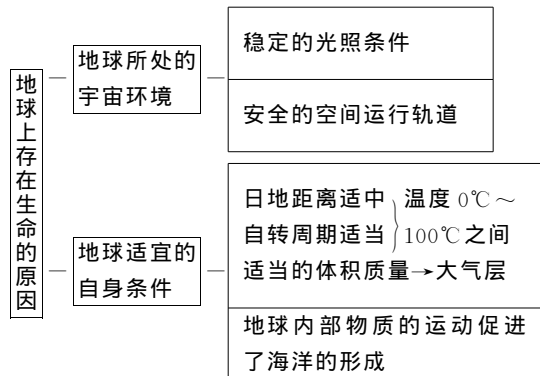 地球上存在生命的原因
地球所处的
宇宙环境
稳定的光照条件
安全的空间运行轨道
地球适宜的
自身条件
日地距离适中
自转周期适当
温度 0℃～
100℃之间
适当的体积质量→大气层
地球内部物质的运动促进
了海洋的形成